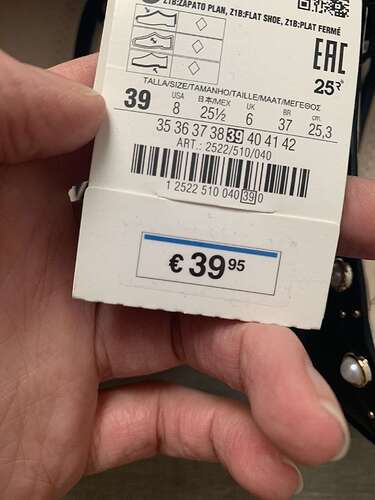 Z1B:ZAPATO PLAN, Z1B:FLAT SHOE, Z1B:PLAT FERMÉ
EAC
TALLA/SIZE/TAMANHO/TAILLE/MAAT/ΜΕΓΕΘΟΣ
39 USA 8 日本/MEX 25½ UK 6 BR 37 cm. 25,3
35 36 37 38 39 40 41 42
ART.: 2522/510/040
1 2522 510 040 39 0
€ 39 95